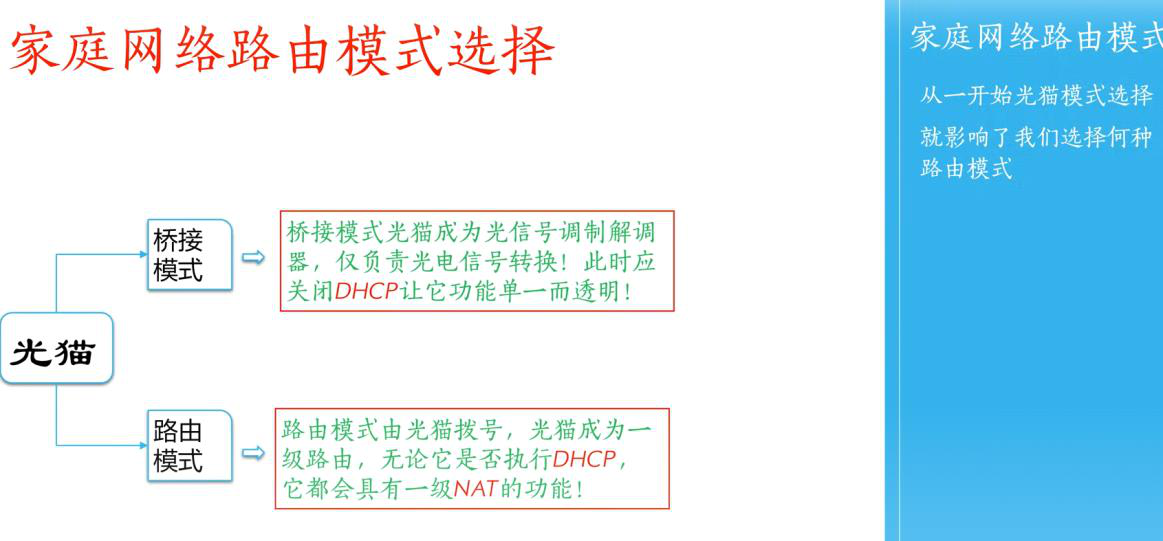 家庭网络路由模式选择
桥接
模式
桥接模式光猫成为光信号调制解调
器，仅负责光电信号转换！此时应
关闭DHCP让它功能单一而透明！
光猫
路由
模式
路由模式由光猫拨号，光猫成为一
级路由，无论它是否执行DHCP，
它都会具有一级NAT的功能！
家庭网络路由模式
从一开始光猫模式选择
就影响了我们选择何种
路由模式